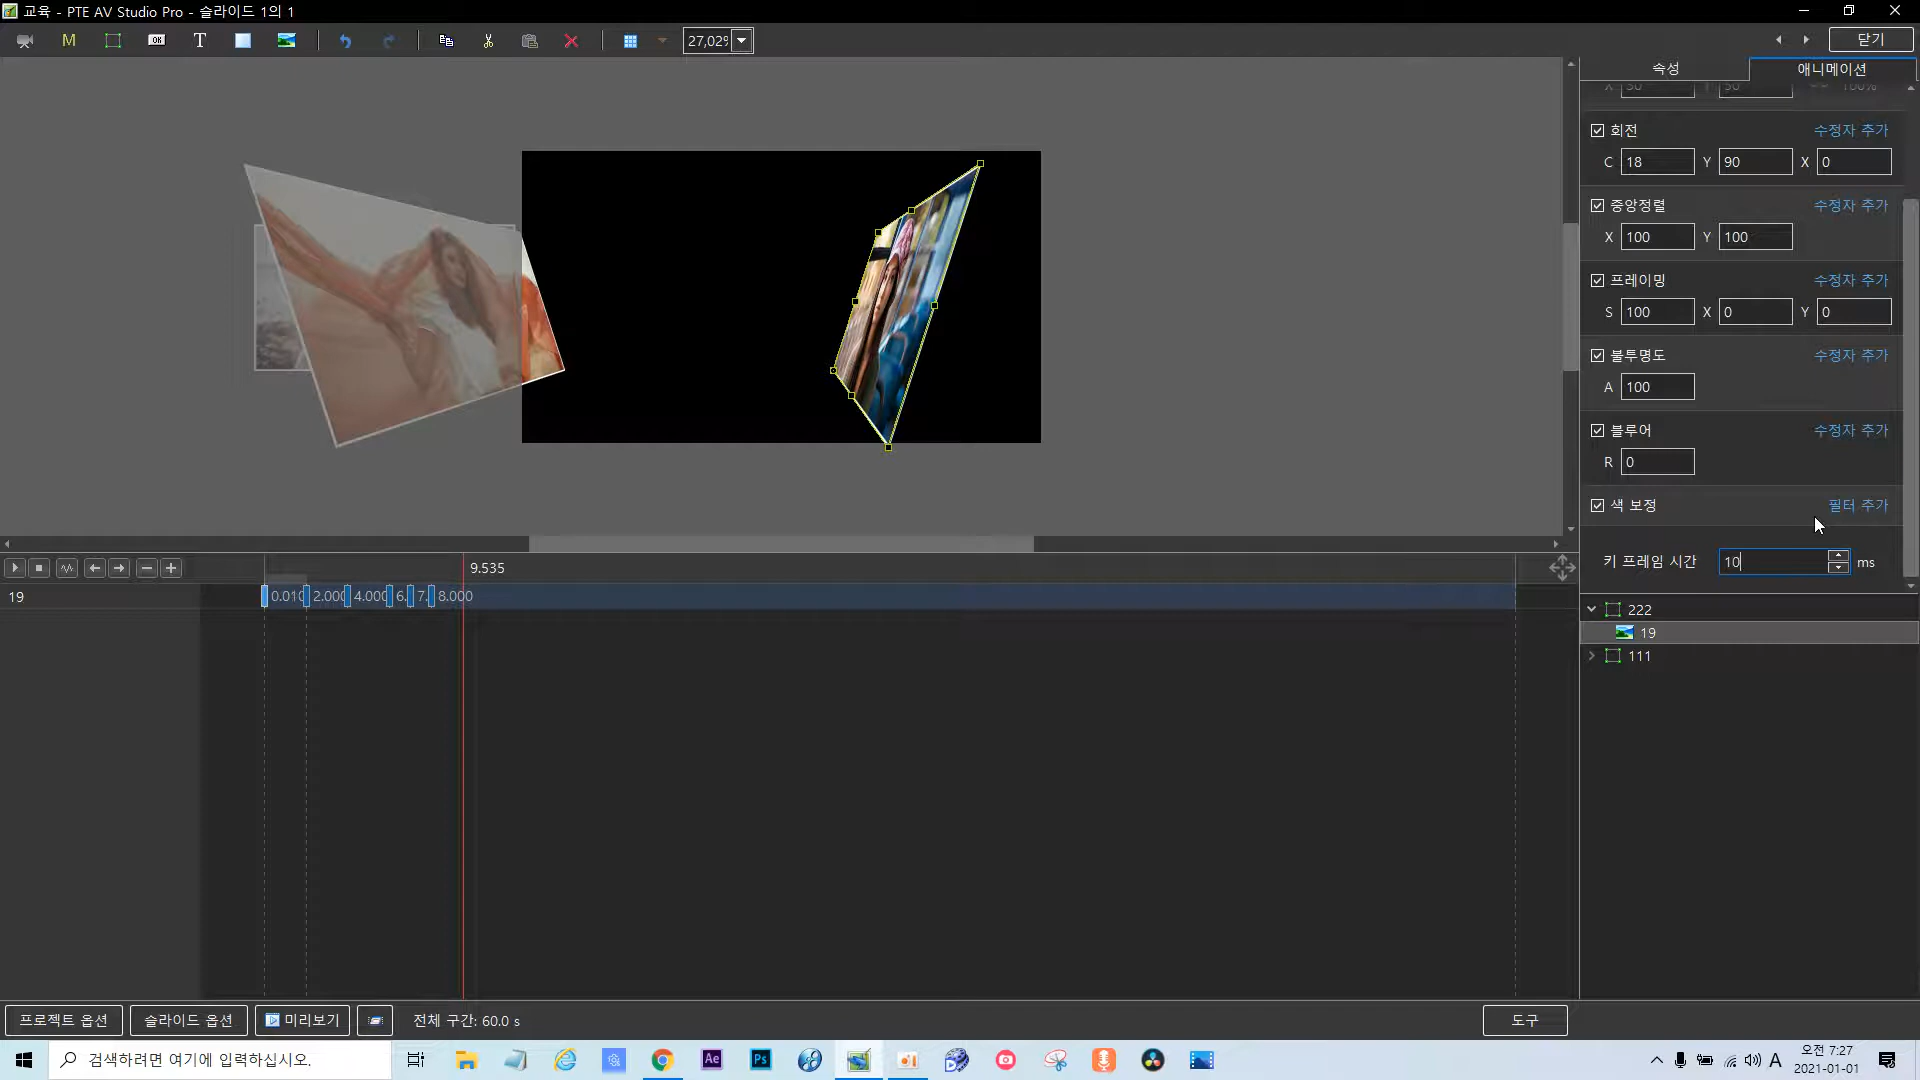 교육 - PTE AV Studio Pro - 슬라이드 1의 1
M
OK
T
27,02%
닫기
속성
애니메이션
X 50 Y 50 100%
회전
수정자 추가
C 18 Y 90 X 0
중앙정렬
수정자 추가
X 100 Y 100
프레이밍
수정자 추가
S 100 X 0 Y 0
불투명도
수정자 추가
A 100
블루어
수정자 추가
R 0
색 보정
필터 추가
키 프레임 시간 10 ms
9.535
19
0.010 2.000 4.000 6. 7. 8.000
222
19
111
프로젝트 옵션
슬라이드 옵션
미리보기
전체 구간: 60.0 s
도구
검색하려면 여기에 입력하십시오.
Ae
Ps
A
오전 7:27
2021-01-01